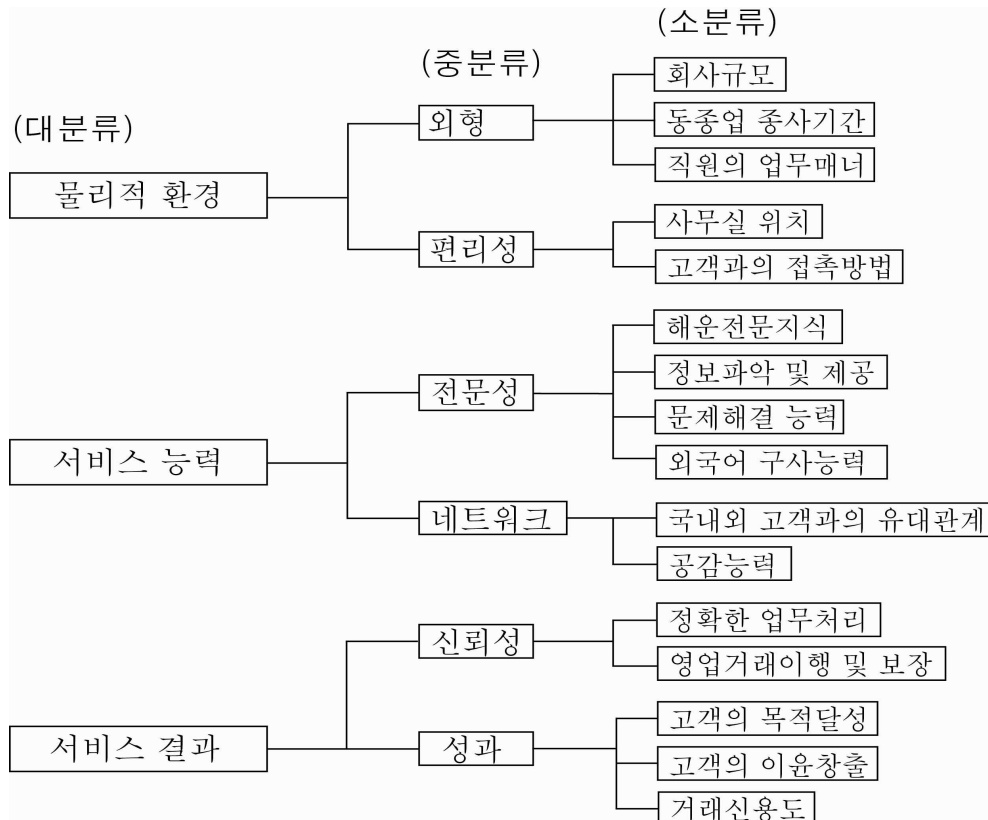 (소분류)
(중분류)
(대분류)
물리적 환경
외형
회사규모
동종업 종사기간
직원의 업무매너
편리성
사무실 위치
고객과의 접촉방법
서비스 능력
전문성
해운전문지식
정보파악 및 제공
문제해결 능력
외국어 구사능력
네트워크
국내외 고객과의 유대관계
공감능력
서비스 결과
신뢰성
정확한 업무처리
영업거래이행 및 보장
성과
고객의 목적달성
고객의 이윤창출
거래신용도